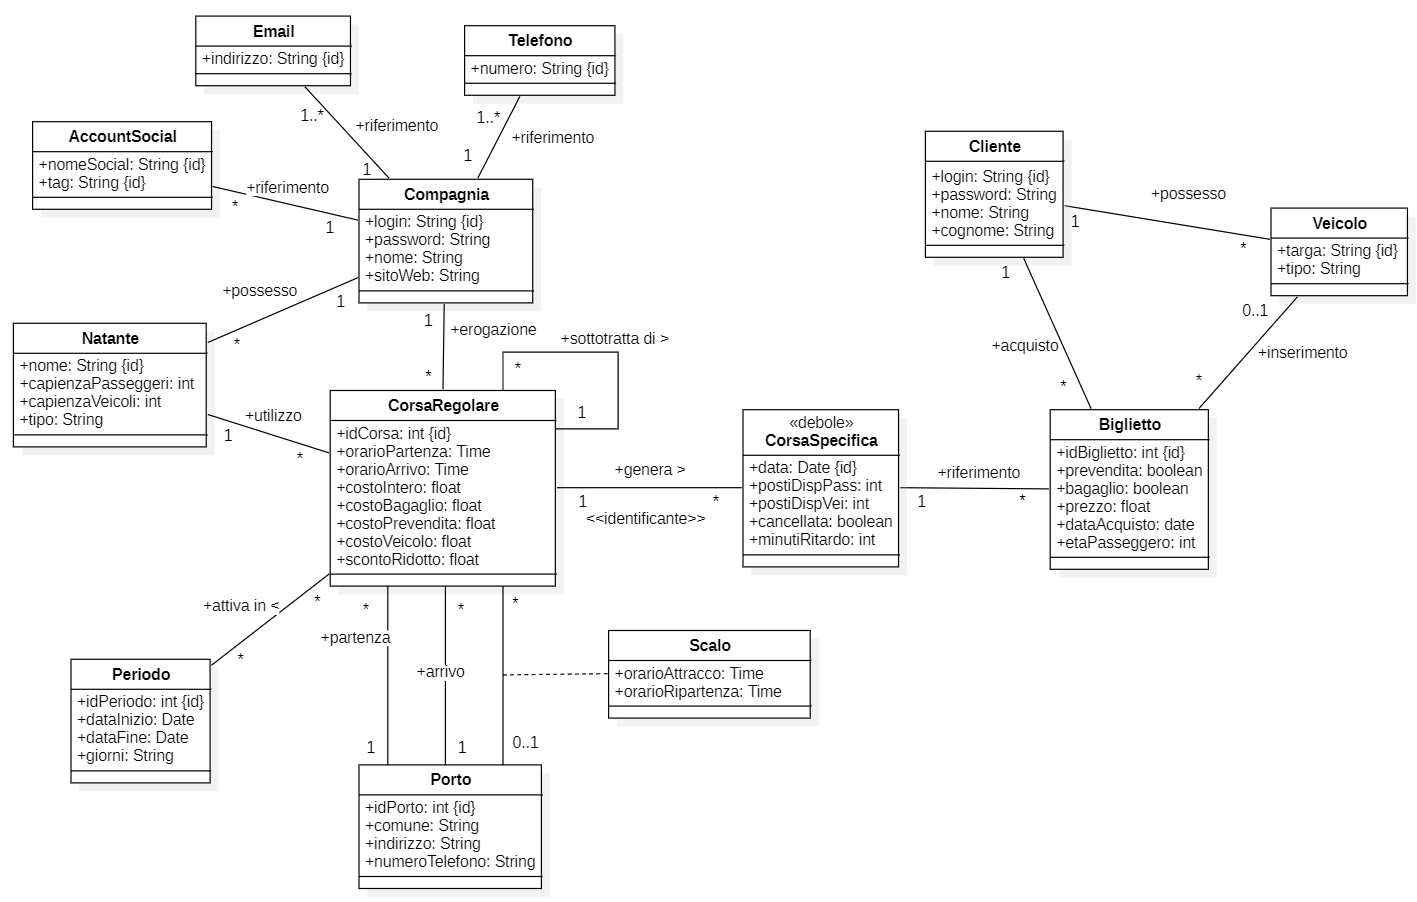 Email
+indirizzo: String {id}
Telefono
+numero: String {id}
1..*
+riferimento
1
1..*
+riferimento
1
AccountSocial
+nomeSocial: String {id}
+tag: String {id}
+riferimento
*
1
Compagnia
+login: String {id}
+password: String
+nome: String
+sitoWeb: String
Cliente
+login: String {id}
+password: String
+nome: String
+cognome: String
+possesso
1
*
Veicolo
+targa: String {id}
+tipo: String
+possesso
1
*
1
+erogazione
*
Natante
+nome: String {id}
+capienzaPasseggeri: int
+capienzaVeicoli: int
+tipo: String
+utilizzo
1
*
+sottotratta di >
*
1
1
+acquisto
*
0..1
+inserimento
*
CorsaRegolare
+idCorsa: int {id}
+orarioPartenza: Time
+orarioArrivo: Time
+costoIntero: float
+costoBagaglio: float
+costoPrevendita: float
+costoVeicolo: float
+scontoRidotto: float
+genera >
1
*
<<identificante>>
«debole»
CorsaSpecifica
+data: Date {id}
+postiDispPass: int
+postiDispVei: int
+cancellata: boolean
+minutiRitardo: int
+riferimento
1
*
Biglietto
+idBiglietto: int {id}
+prevendita: boolean
+bagaglio: boolean
+prezzo: float
+dataAcquisto: date
+etaPasseggero: int
+attiva in <
*
*
*
+partenza
1
*
+arrivo
1
*
0..1
Scalo
+orarioAttracco: Time
+orarioRipartenza: Time
Periodo
+idPeriodo: int {id}
+dataInizio: Date
+dataFine: Date
+giorni: String
Porto
+idPorto: int {id}
+comune: String
+indirizzo: String
+numeroTelefono: String